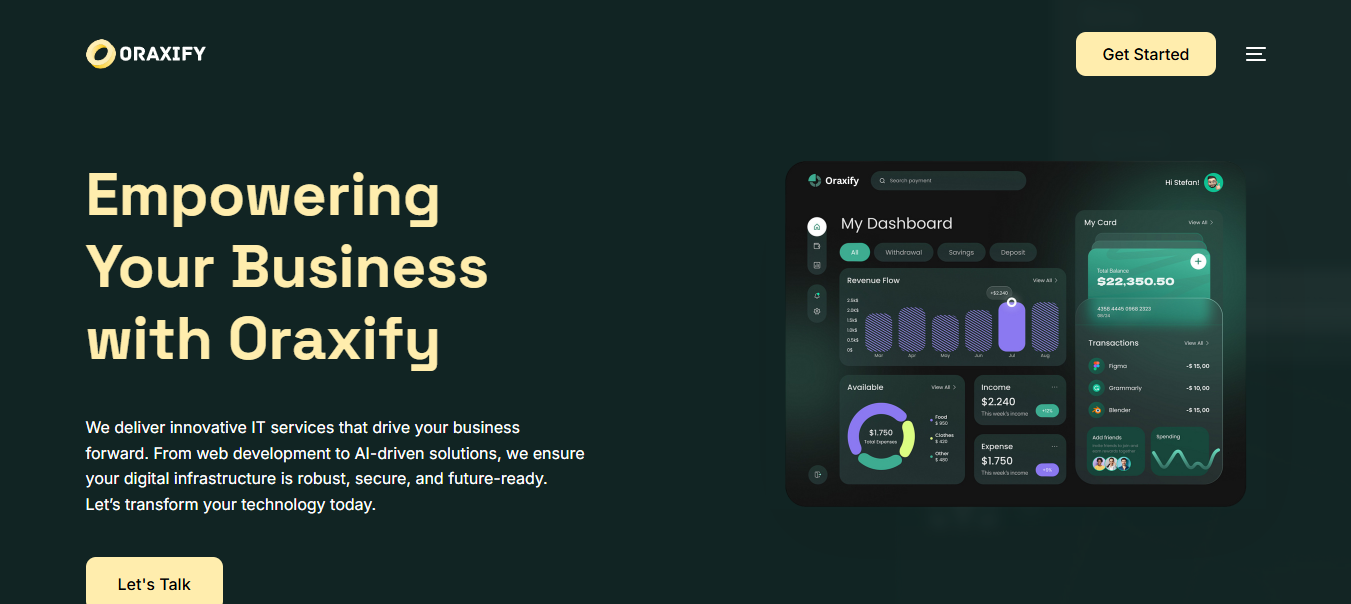 ORAXIFY
Get Started
Empowering
Your Business
with Oraxify
We deliver innovative IT services that drive your business
forward. From web development to AI-driven solutions, we ensure
your digital infrastructure is robust, secure, and future-ready.
Let's transform your technology today.
Let's Talk
Oraxify
Search payment
Hi Stefan!
My Dashboard
All Withdrawal Savings Deposit
Revenue Flow View All
+$2.240
2.5k$
2.0k$
1.5k$
1.0k$
0.5k$
0$
Mar Apr May Jun Jul Aug
Available View All
$1.750
Total Expenses
Food
$ 950
Clothes
$ 420
Other
$ 480
Income
$2.240
This week's income
+12%
Expense
$1.750
This week's income
My Card View All
Total Balance
$22,350.50
4358 4445 0968 2323
08/24
Transactions View All
Figma -$ 15,00
Grammarly -$ 10,00
Blender -$ 15,00
Add friends
Spending